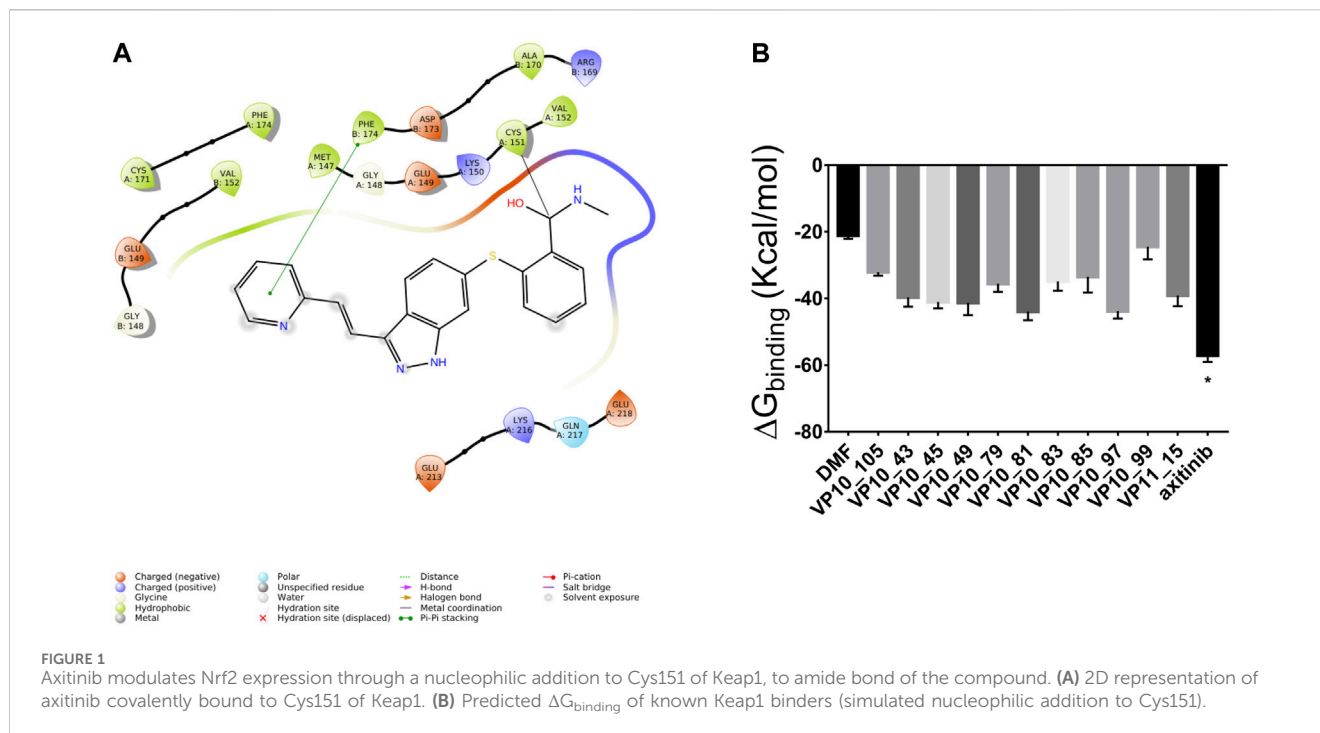 A
ALA
B: 170
ARG
B: 169
PHE
A: 174
PHE
B: 174
ASP
B: 173
CYS
A: 151
VAL
A: 152
CYS
A: 171
VAL
B: 152
MET
A: 147
GLY
A: 148
GLU
A: 149
LYS
A: 150
HO
H
N
GLU
B: 149
GLY
B: 148
S
N
N
NH
LYS
A: 216
GLN
A: 217
GLU
A: 218
GLU
A: 213
Charged (negative)
Charged (positive)
Glycine
Hydrophobic
Metal
Polar
Unspecified residue
Water
Hydration site
Hydration site (displaced)
Distance
H-bond
Halogen bond
Metal coordination
Pi-Pi stacking
Pi-cation
Salt bridge
Solvent exposure
B
ΔGbinding (Kcal/mol)
0
-20
-40
-60
-80
*
DMF
VP10_105
VP10_43
VP10_45
VP10_49
VP10_79
VP10_81
VP10_83
VP10_85
VP10_97
VP10_99
VP11_15
axitinib
FIGURE 1
Axitinib modulates Nrf2 expression through a nucleophilic addition to Cys151 of Keap1, to amide bond of the compound. (A) 2D representation of
axitinib covalently bound to Cys151 of Keap1. (B) Predicted ΔGbinding of known Keap1 binders (simulated nucleophilic addition to Cys151).